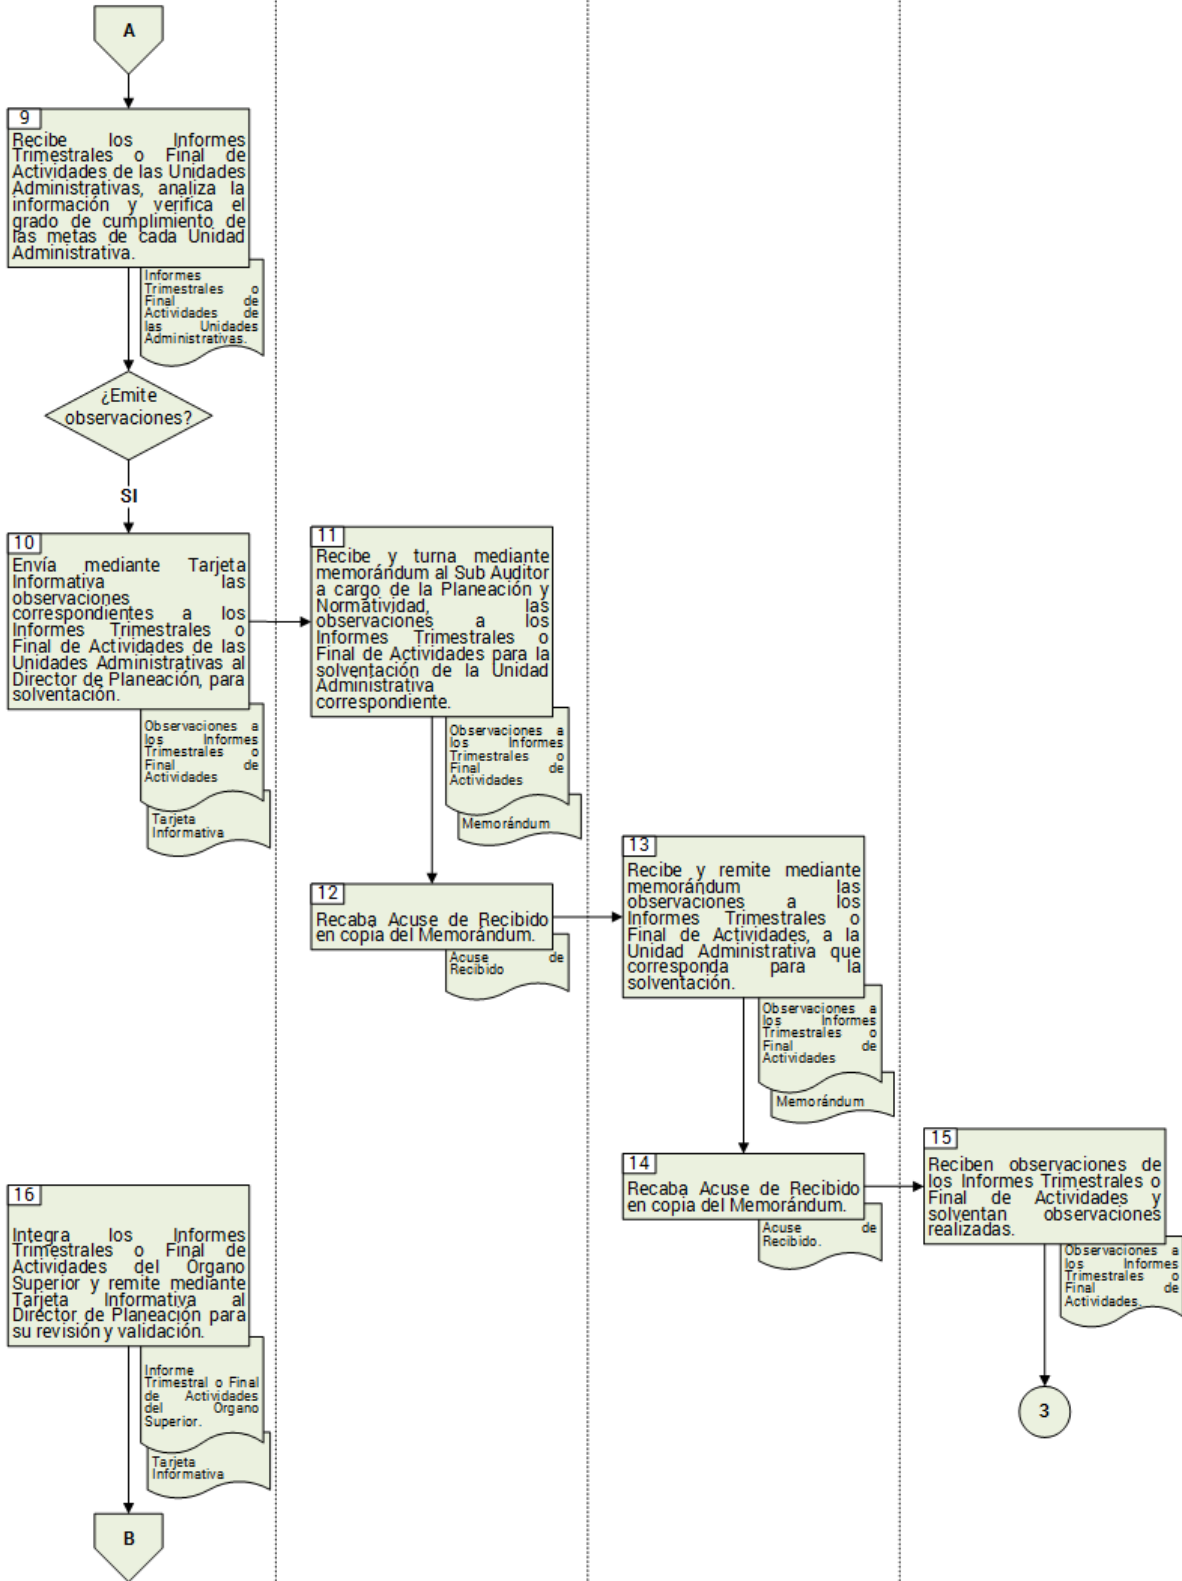 A
9
Recibe los Informes
Trimestrales o Final de
Actividades de las Unidades
Administrativas, analiza la
información y verifica el
grado de cumplimiento de
las metas de cada Unidad
Administrativa.
Informes
Trimestrales o
Final de
Actividades de
las Unidades
Administrativas.
¿Emite
observaciones?
SI
10
Envía mediante Tarjeta
Informativa las
observaciones
correspondientes a los
Informes Trimestrales o
Final de Actividades de las
Unidades Administrativas al
Director de Planeación, para
solventación.
Observaciones a
los Informes
Trimestrales o
Final de
Actividades
Tarjeta
Informativa
11
Recibe y turna mediante
memorándum al Sub Auditor
a cargo de la Planeación y
Normatividad, las
observaciones a los
Informes Trimestrales o
Final de Actividades para la
solventación de la Unidad
Administrativa
correspondiente.
Observaciones a
los Informes
Trimestrales o
Final de
Actividades
Memorándum
12
Recaba Acuse de Recibido
en copia del Memorándum.
Acuse de
Recibido
13
Recibe y remite mediante
memorándum las
observaciones a los
Informes Trimestrales o
Final de Actividades, a la
Unidad Administrativa que
corresponda para la
solventación.
Observaciones a
los Informes
Trimestrales o
Final de
Actividades
Memorándum
14
Recaba Acuse de Recibido
en copia del Memorándum.
Acuse de
Recibido.
15
Reciben observaciones de
los Informes Trimestrales o
Final de Actividades y
solventan observaciones
realizadas.
Observaciones a
los Informes
Trimestrales o
Final de
Actividades.
3
16
Integra los Informes
Trimestrales o Final de
Actividades del Órgano
Superior y remite mediante
Tarjeta Informativa al
Director de Planeación para
su revisión y validación.
Informe
Trimestral o Final
de Actividades
del Órgano
Superior.
Tarjeta
Informativa
B